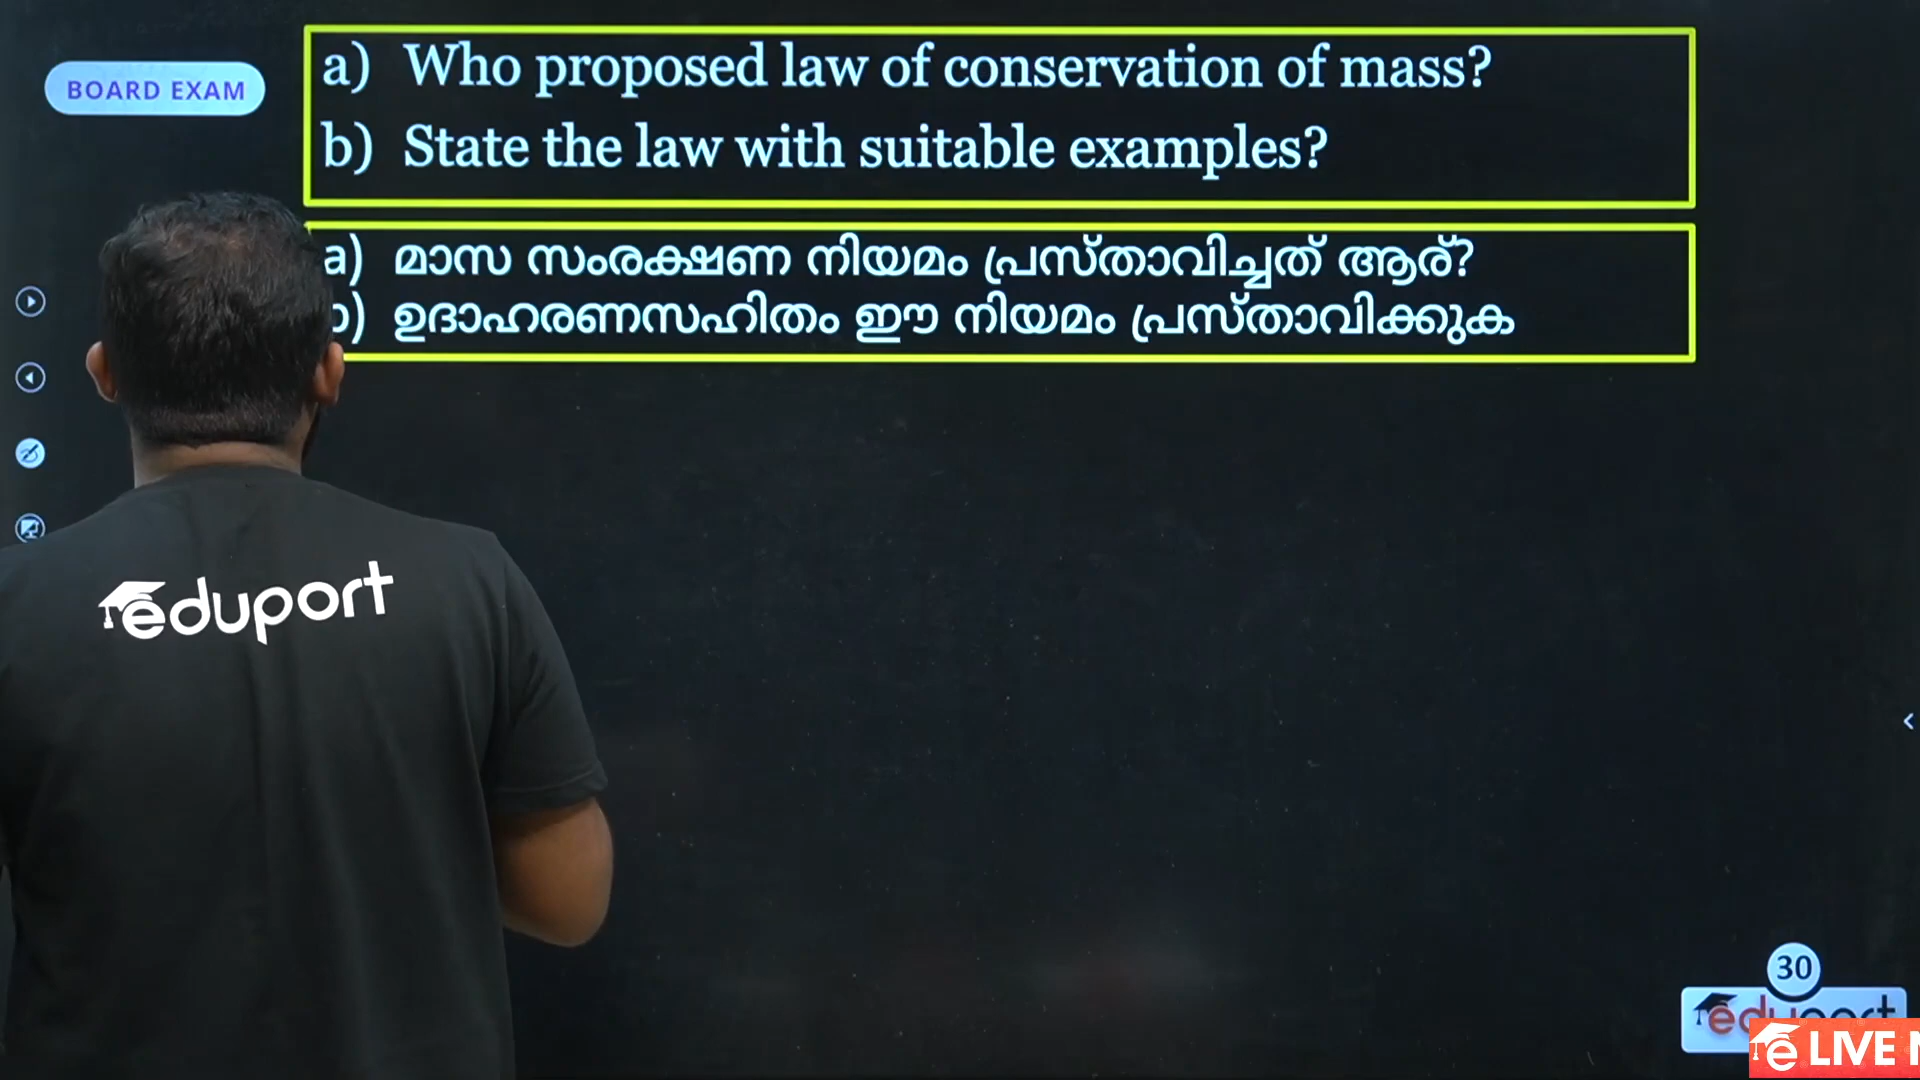 BOARD EXAM
a) Who proposed law of conservation of mass?
b) State the law with suitable examples?
a) മാസ സംരക്ഷണ നിയമം പ്രസ്താവിച്ചത് ആര്?
ഉദാഹരണസഹിതം ഈ നിയമം പ്രസ്താവിക്കുക
eduport
30
LIVE